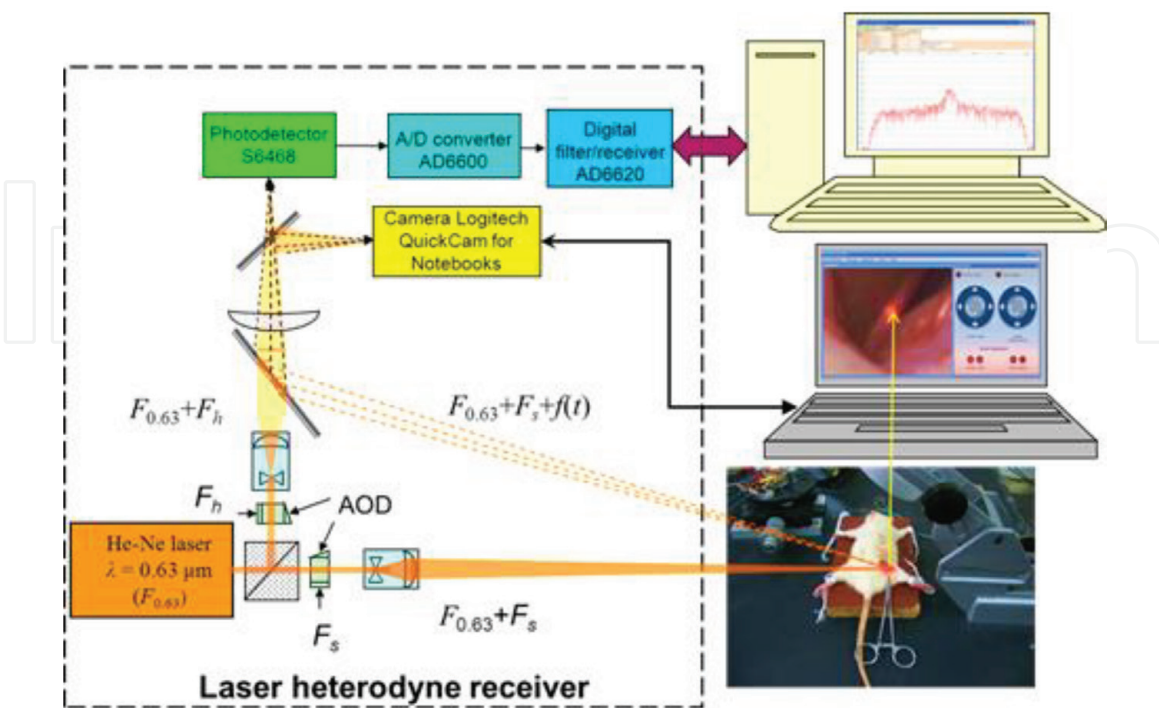 Photodetector
S6468
A/D converter
AD6600
Digital
filter/receiver
AD6620
Camera Logitech
QuickCam for
Notebooks
F0.63+Fh
F0.63+Fs+f(t)
Fh
AOD
He-Ne laser
λ = 0.63 μm
(F0.63)
F0.63+Fs
Fs
Laser heterodyne receiver